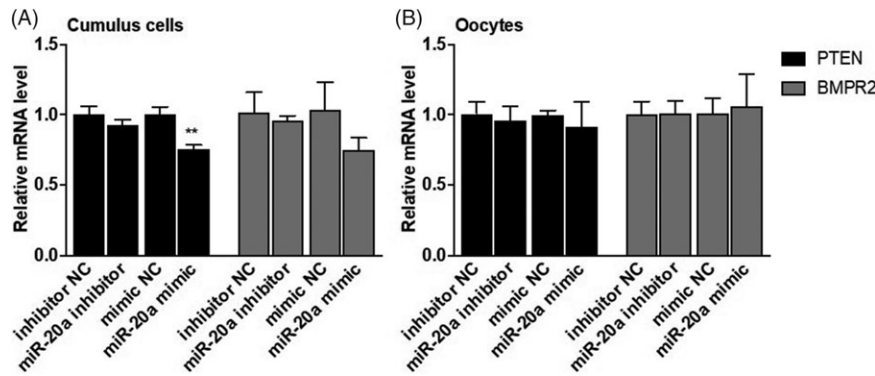 (A)
Cumulus cells
Relative mRNA level
1.5
1.0
0.5
0.0
**
inhibitor NC
miR-20a inhibitor
mimic NC
miR-20a mimic
inhibitor NC
miR-20a inhibitor
mimic NC
miR-20a mimic
(B)
Oocytes
Relative mRNA level
1.5
1.0
0.5
0.0
inhibitor NC
miR-20a inhibitor
mimic NC
miR-20a mimic
inhibitor NC
miR-20a inhibitor
mimic NC
miR-20a mimic
PTEN
BMPR2